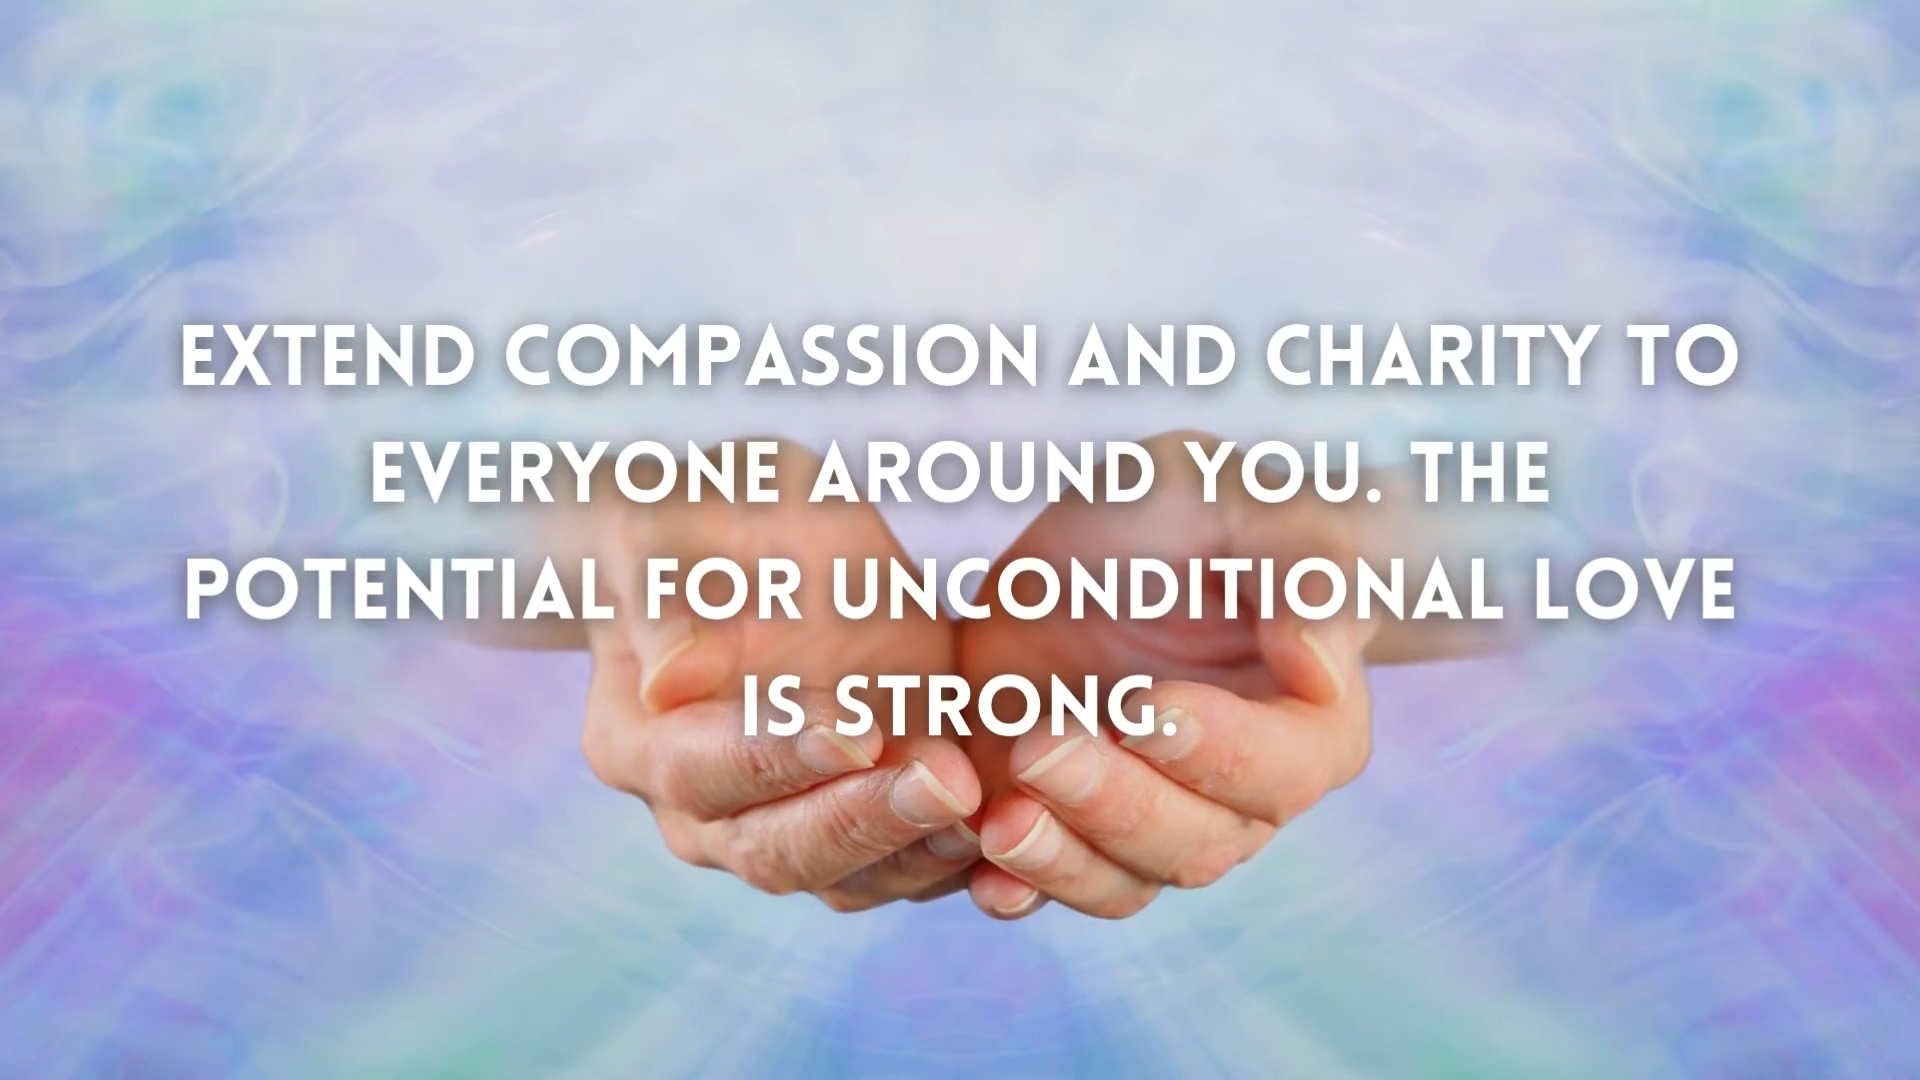 EXTEND COMPASSION AND CHARITY TO
EVERYONE AROUND YOU. THE
POTENTIAL FOR UNCONDITIONAL LOVE
IS STRONG.